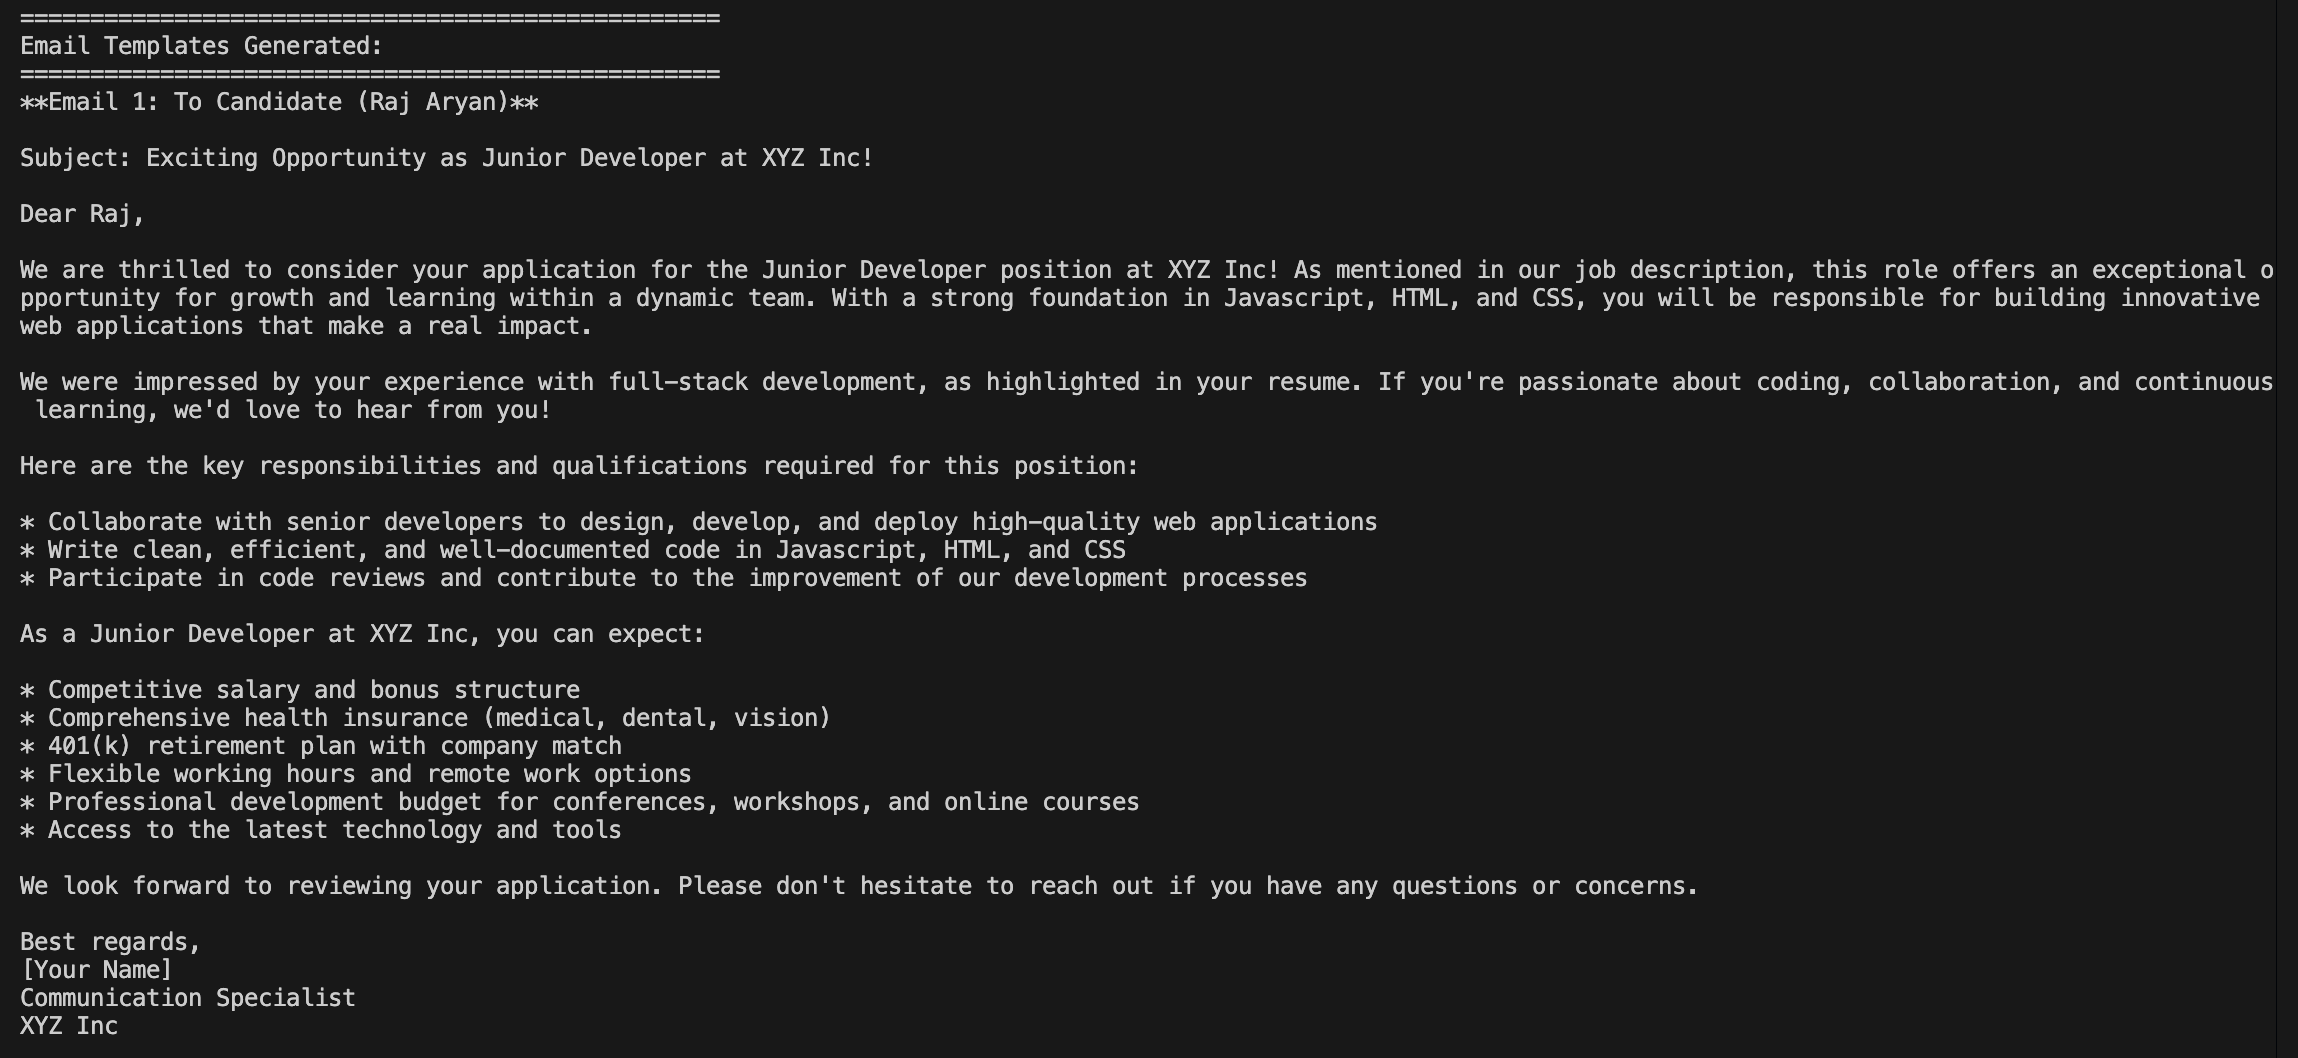 ==================================================
Email Templates Generated:
==================================================
**Email 1: To Candidate (Raj Aryan)**
Subject: Exciting Opportunity as Junior Developer at XYZ Inc!
Dear Raj,
We are thrilled to consider your application for the Junior Developer position at XYZ Inc! As mentioned in our job description, this role offers an exceptional o
pportunity for growth and learning within a dynamic team. With a strong foundation in Javascript, HTML, and CSS, you will be responsible for building innovative
web applications that make a real impact.
We were impressed by your experience with full-stack development, as highlighted in your resume. If you're passionate about coding, collaboration, and continuous
learning, we'd love to hear from you!
Here are the key responsibilities and qualifications required for this position:
* Collaborate with senior developers to design, develop, and deploy high-quality web applications
* Write clean, efficient, and well-documented code in Javascript, HTML, and CSS
* Participate in code reviews and contribute to the improvement of our development processes
As a Junior Developer at XYZ Inc, you can expect:
* Competitive salary and bonus structure
* Comprehensive health insurance (medical, dental, vision)
* 401(k) retirement plan with company match
* Flexible working hours and remote work options
* Professional development budget for conferences, workshops, and online courses
* Access to the latest technology and tools
We look forward to reviewing your application. Please don't hesitate to reach out if you have any questions or concerns.
Best regards,
[Your Name]
Communication Specialist
XYZ Inc